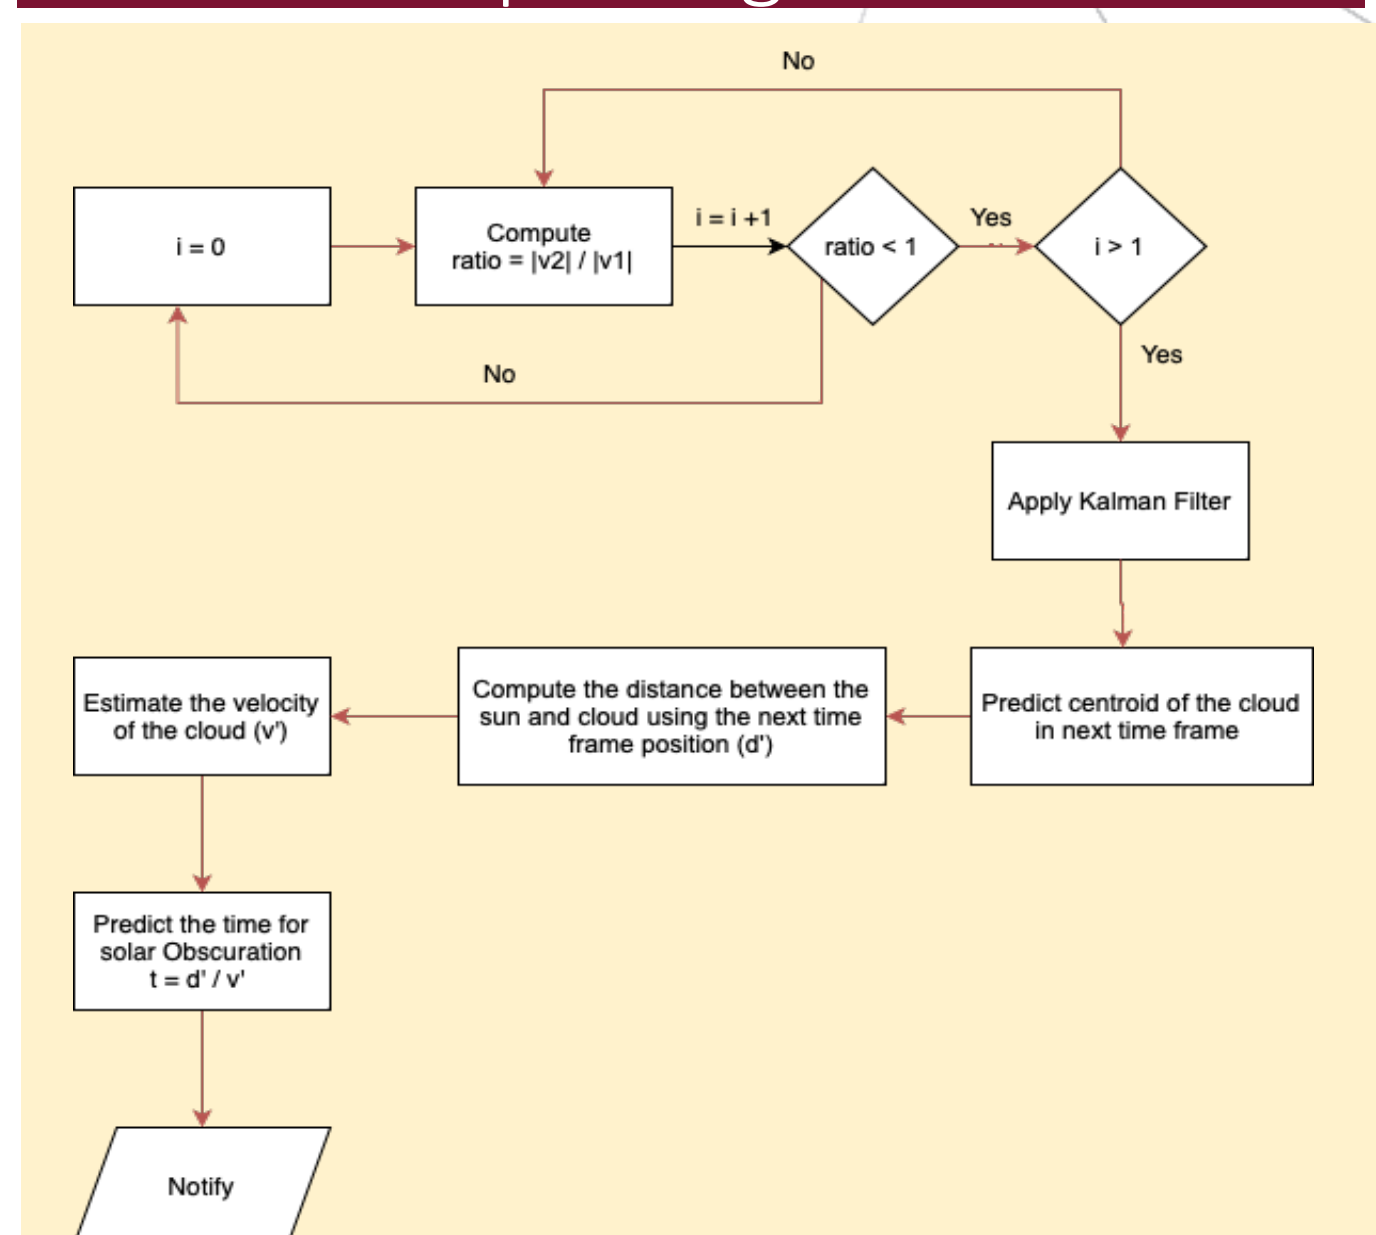 No
i = 0
Compute
ratio = |v2| / |v1|
i = i +1
ratio < 1
Yes
i > 1
No
Yes
Apply Kalman Filter
Predict centroid of the cloud
in next time frame
Compute the distance between the
sun and cloud using the next time
frame position (d')
Estimate the velocity
of the cloud (v')
Predict the time for
solar Obscuration
t = d' / v'
Notify